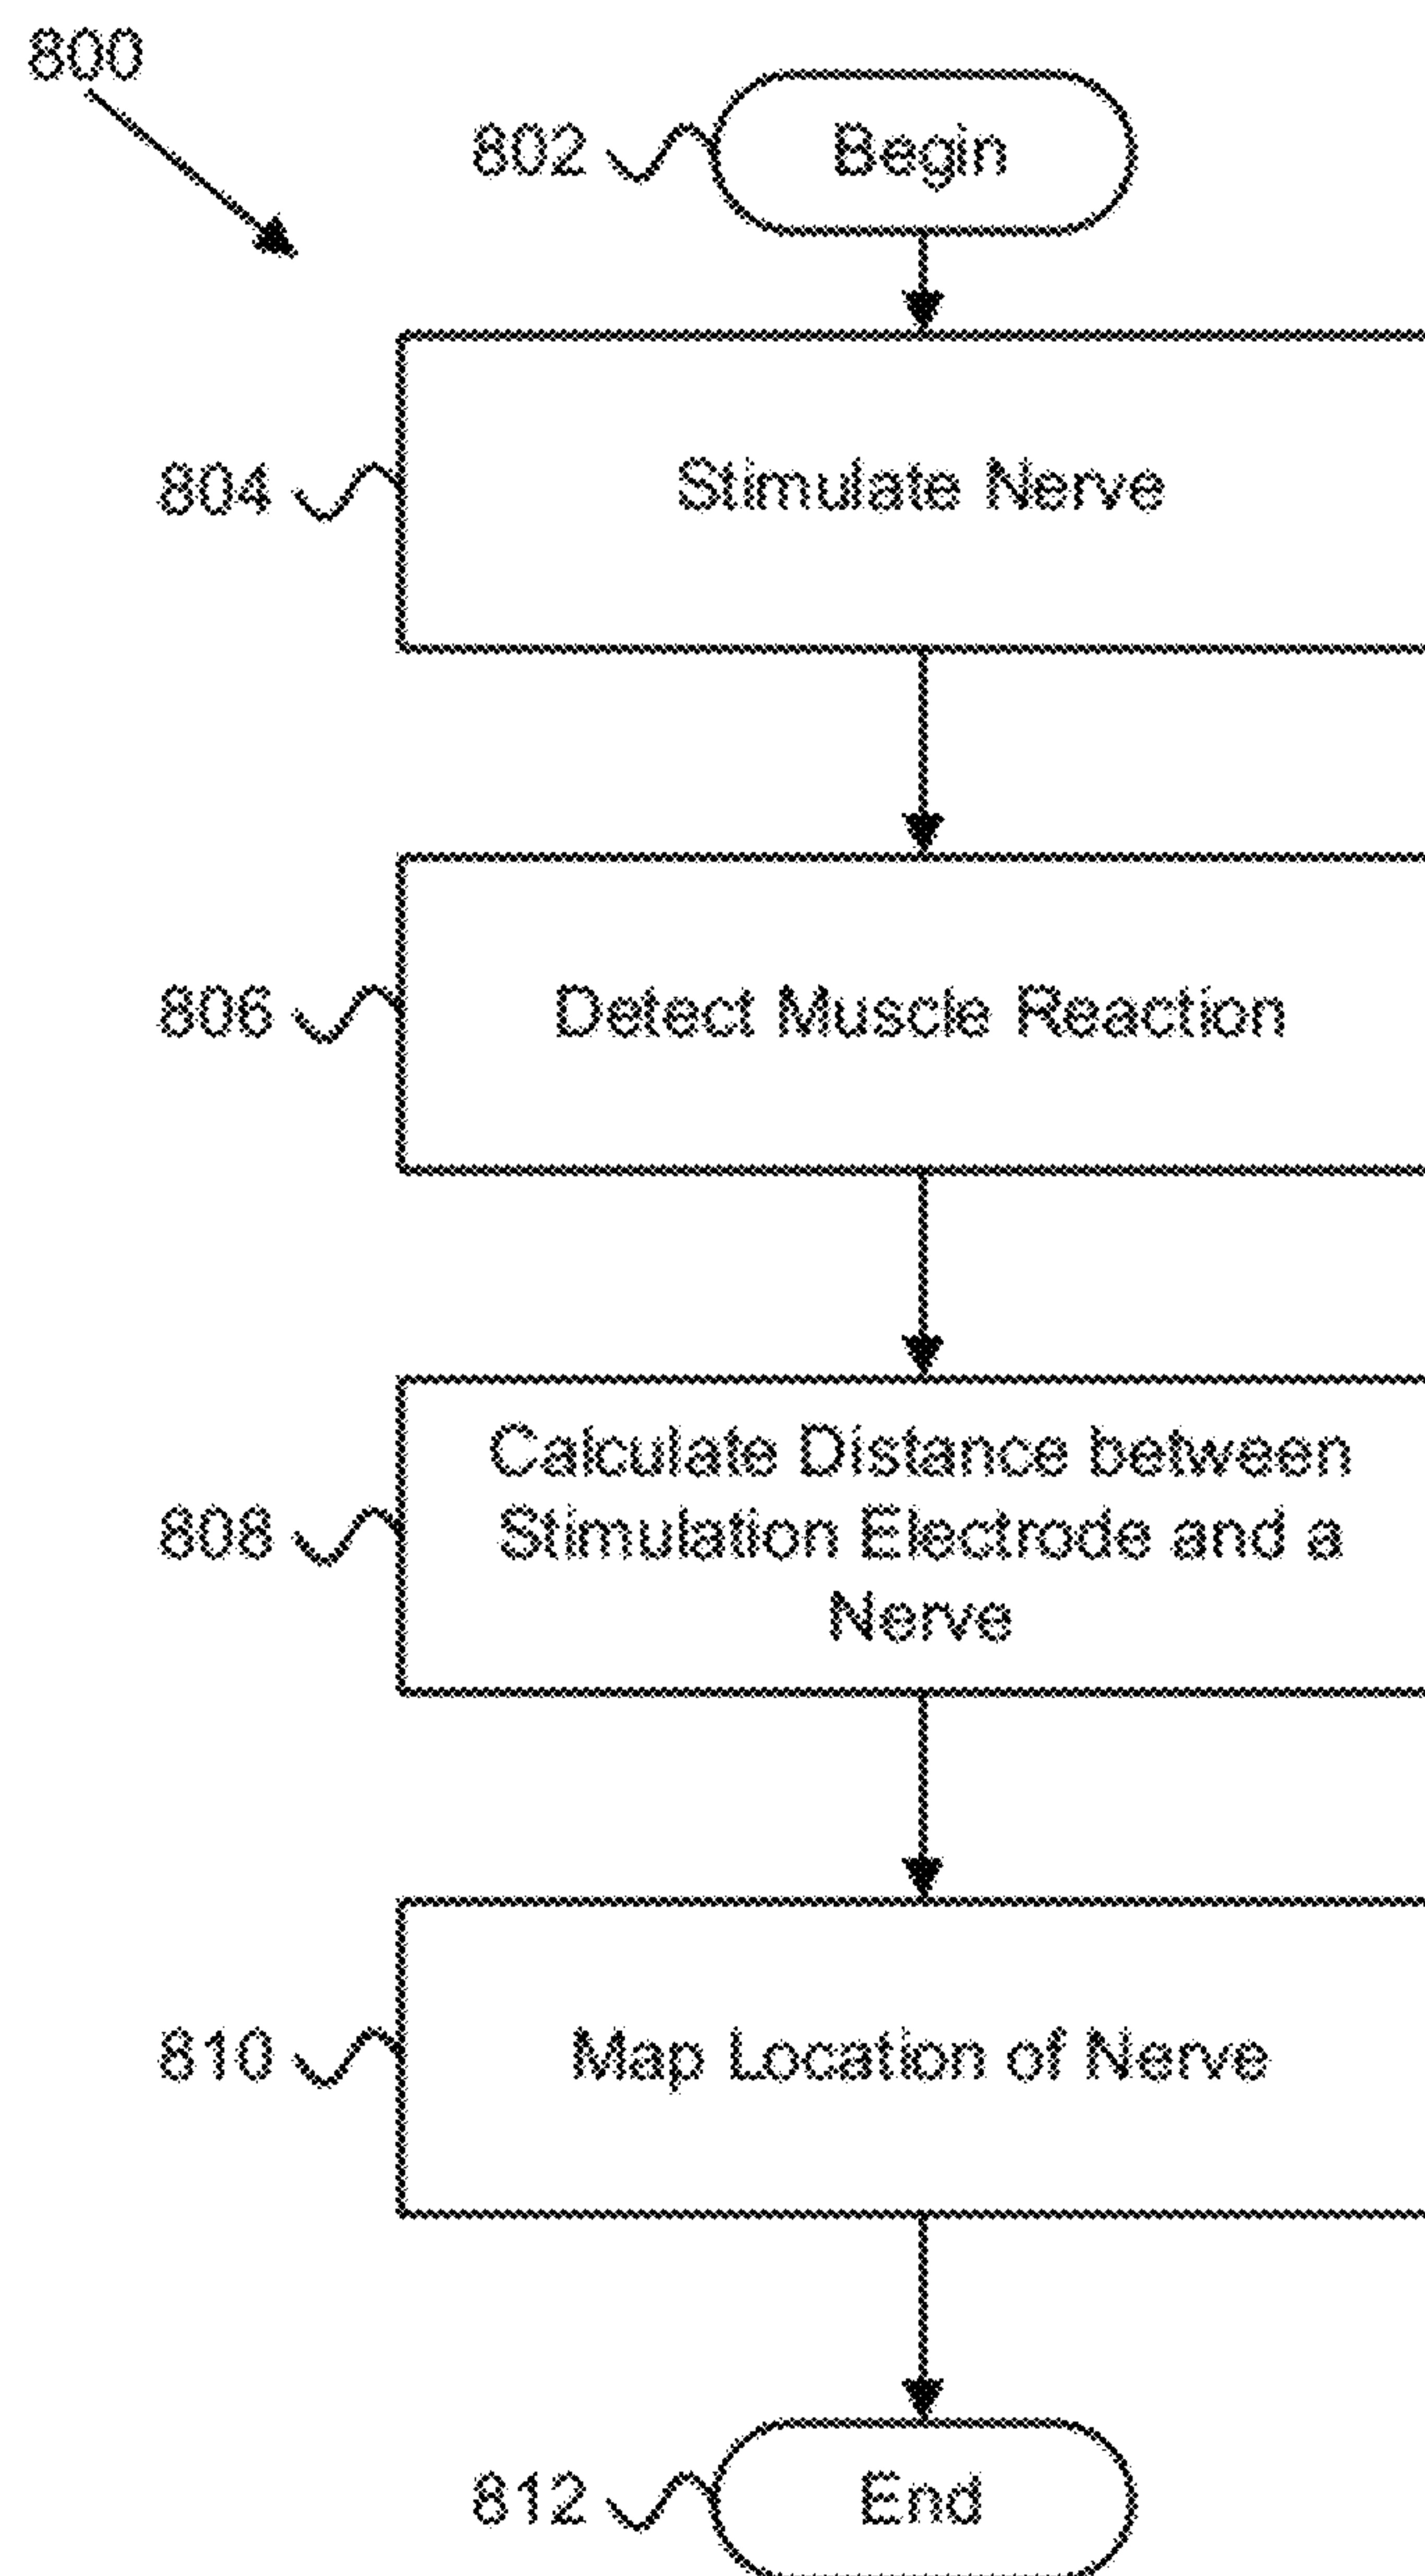 800
802
Begin
804
Stimulate Nerve
806
Detect Muscle Reaction
808
Calculate Distance between
Stimulation Electrode and a
Nerve
810
Map Location of Nerve
812
End